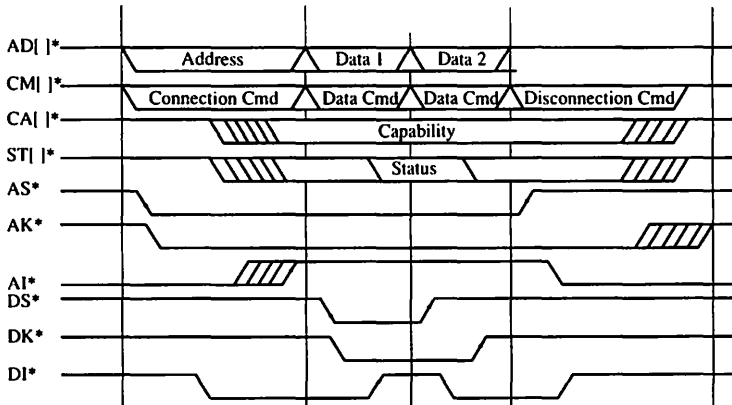 AD[ ]* Address Data 1 Data 2
CM[ ]* Connection Cmd Data Cmd Data Cmd Disconnection Cmd
CA[ ]* Capability
ST[ ]* Status
AS*
AK*
AI*
DS*
DK*
DI*